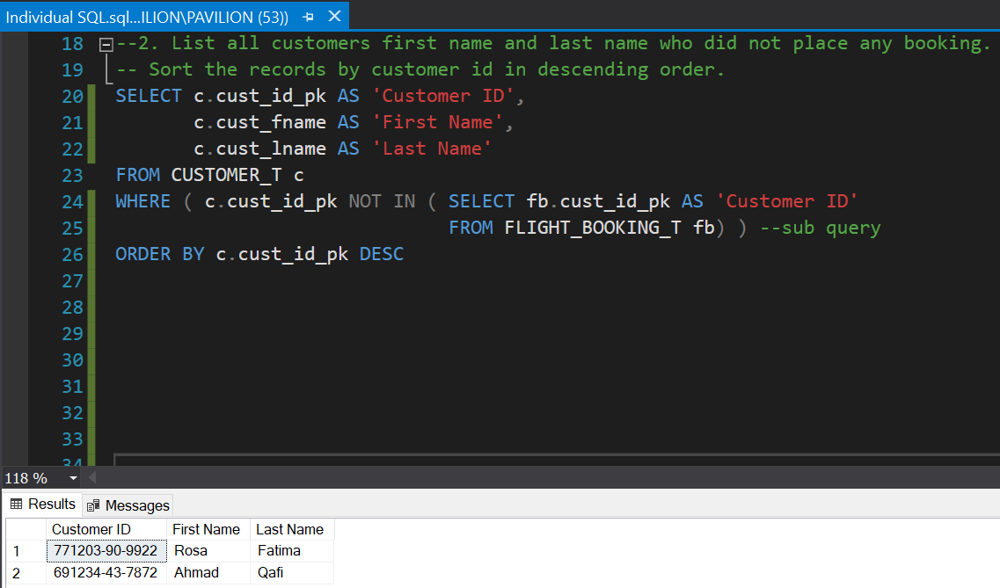 Individual SQL.sql...ILION\PAVILION (53))
18 --2. List all customers first name and last name who did not place any booking.
19 -- Sort the records by customer id in descending order.
20 SELECT c.cust_id_pk AS 'Customer ID',
21 c.cust_fname AS 'First Name',
22 c.cust_lname AS 'Last Name'
23 FROM CUSTOMER_T c
24 WHERE ( c.cust_id_pk NOT IN ( SELECT fb.cust_id_pk AS 'Customer ID'
25 FROM FLIGHT_BOOKING_T fb) ) --sub query
26 ORDER BY c.cust_id_pk DESC
27
28
29
30
31
32
33
34
118 %
Results Messages
Customer ID First Name Last Name
1 771203-90-9922 Rosa Fatima
2 691234-43-7872 Ahmad Qafi